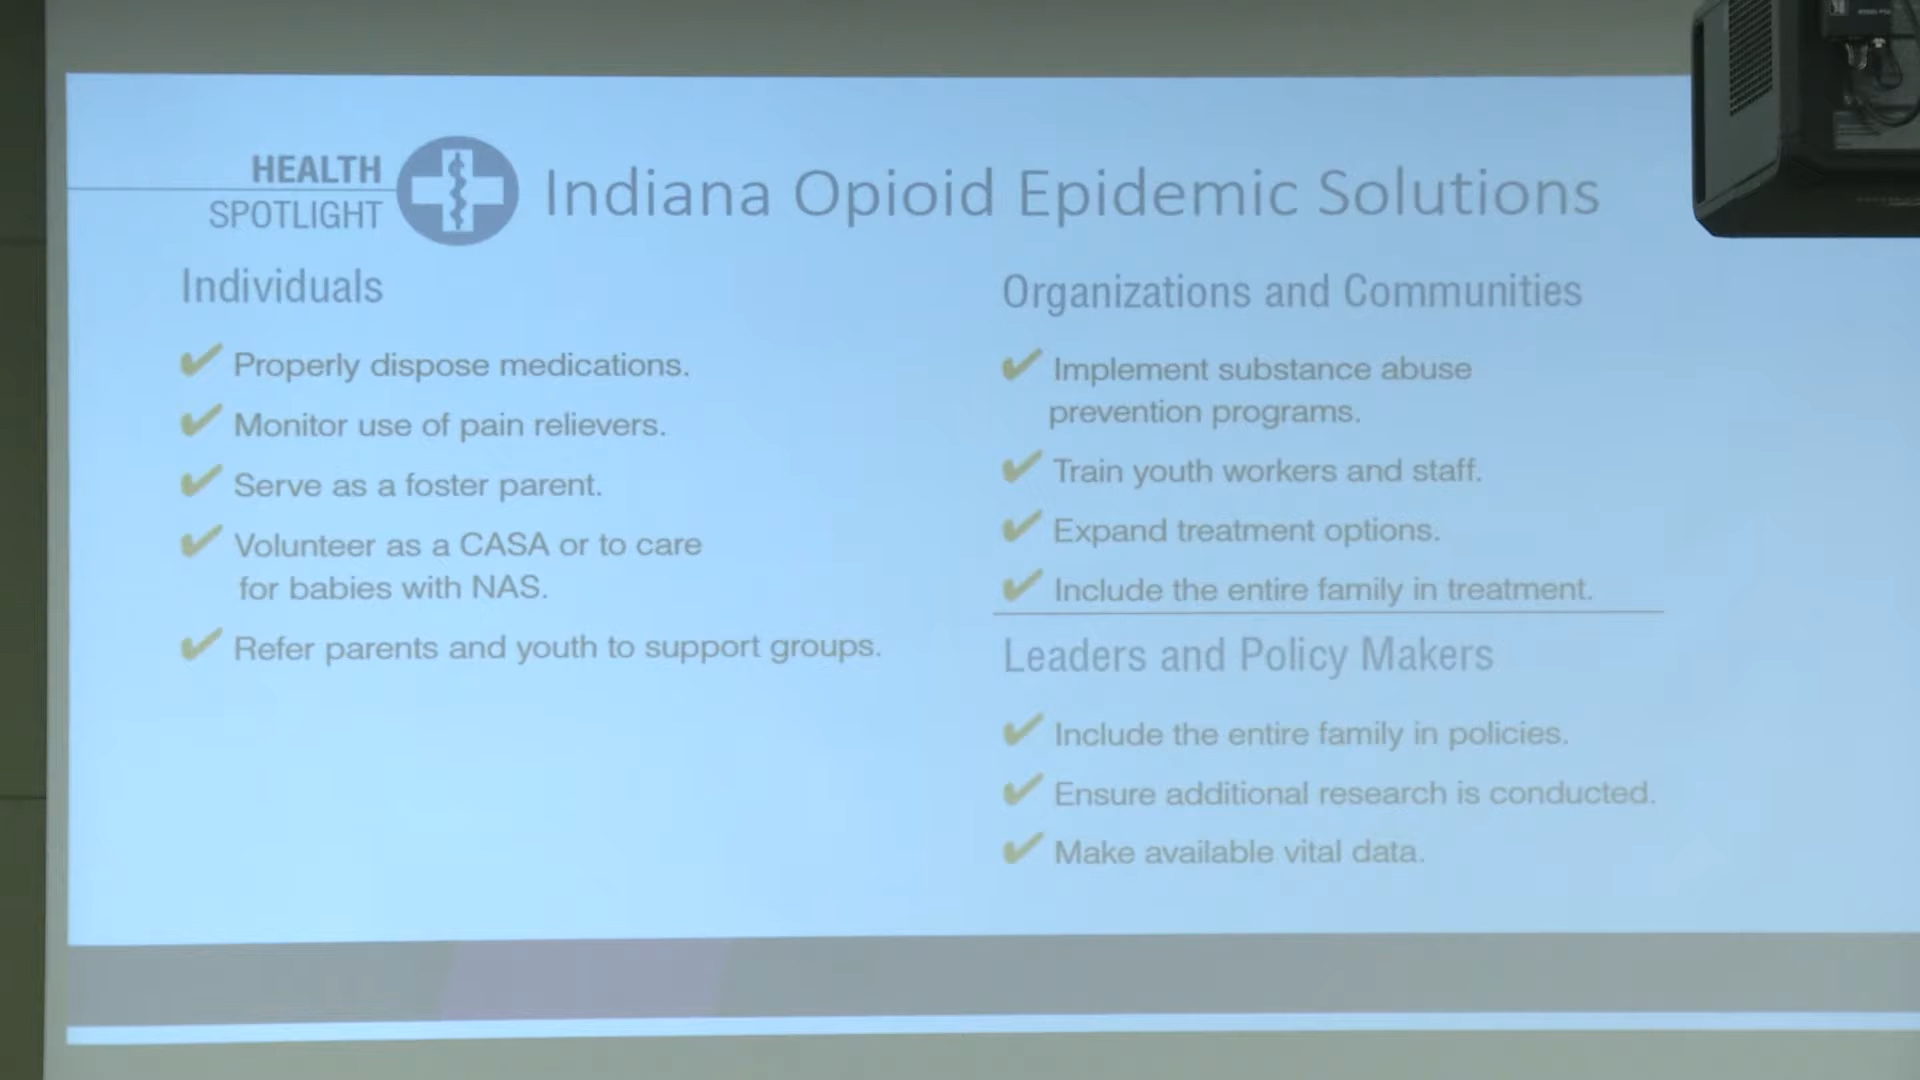 HEALTH
SPOTLIGHT
Indiana Opioid Epidemic Solutions
Individuals
✔ Properly dispose medications.
✔ Monitor use of pain relievers.
✔ Serve as a foster parent.
✔ Volunteer as a CASA or to care
for babies with NAS.
✔ Refer parents and youth to support groups.
Organizations and Communities
✔ Implement substance abuse
prevention programs.
✔ Train youth workers and staff.
✔ Expand treatment options.
✔ Include the entire family in treatment.
Leaders and Policy Makers
✔ Include the entire family in policies.
✔ Ensure additional research is conducted.
✔ Make available vital data.